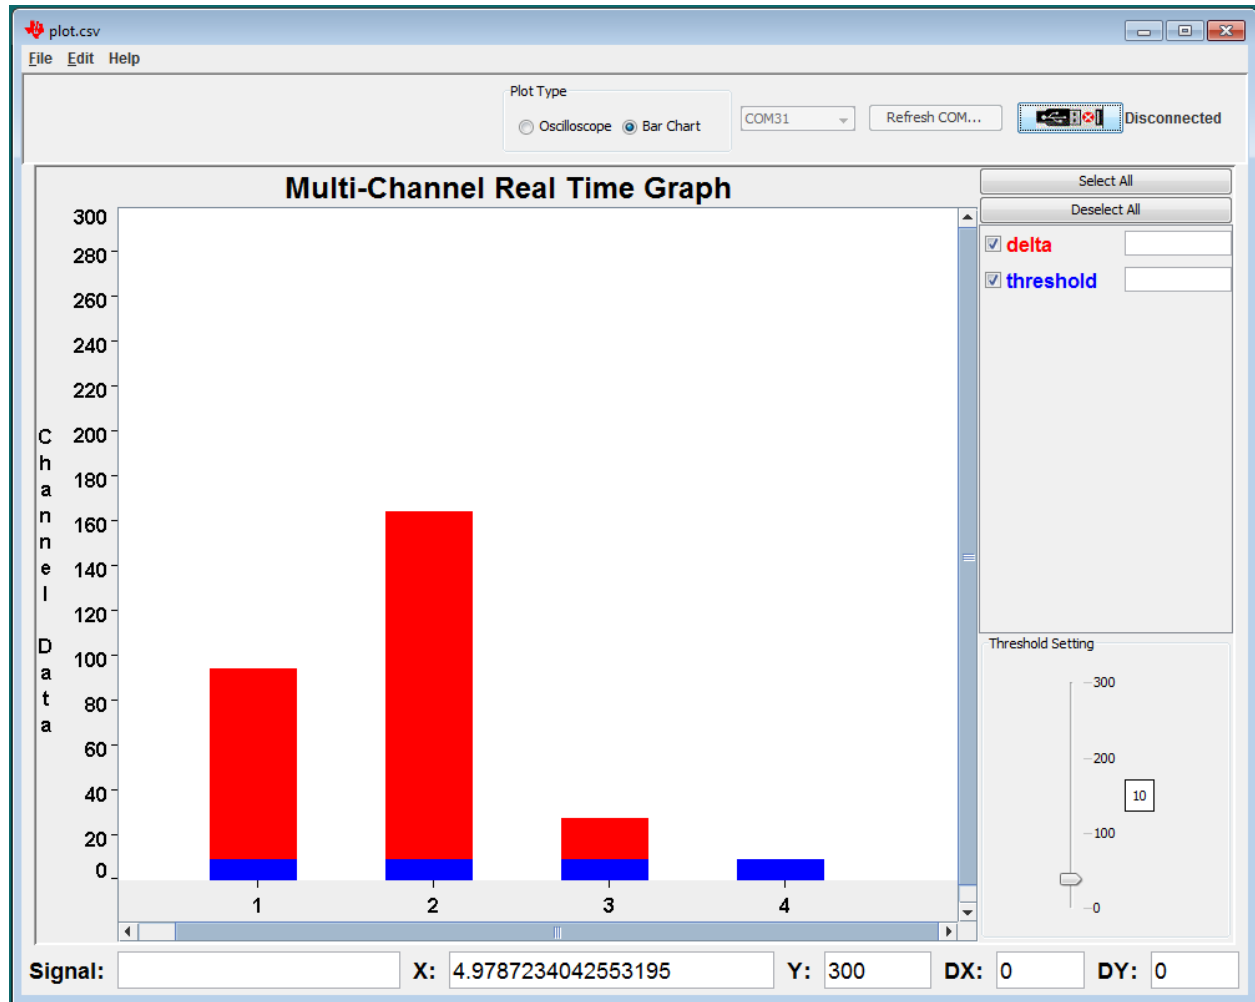 plot.csv
File Edit Help
Plot Type
Oscilloscope Bar Chart
COM31
Refresh COM...
Disconnected
Multi-Channel Real Time Graph
Select All
Deselect All
delta
threshold
Channel Data
300
280
260
240
220
200
180
160
140
120
100
80
60
40
20
0
1 2 3 4
Threshold Setting
300
200
10
100
0
Signal: X: 4.9787234042553195 Y: 300 DX: 0 DY: 0